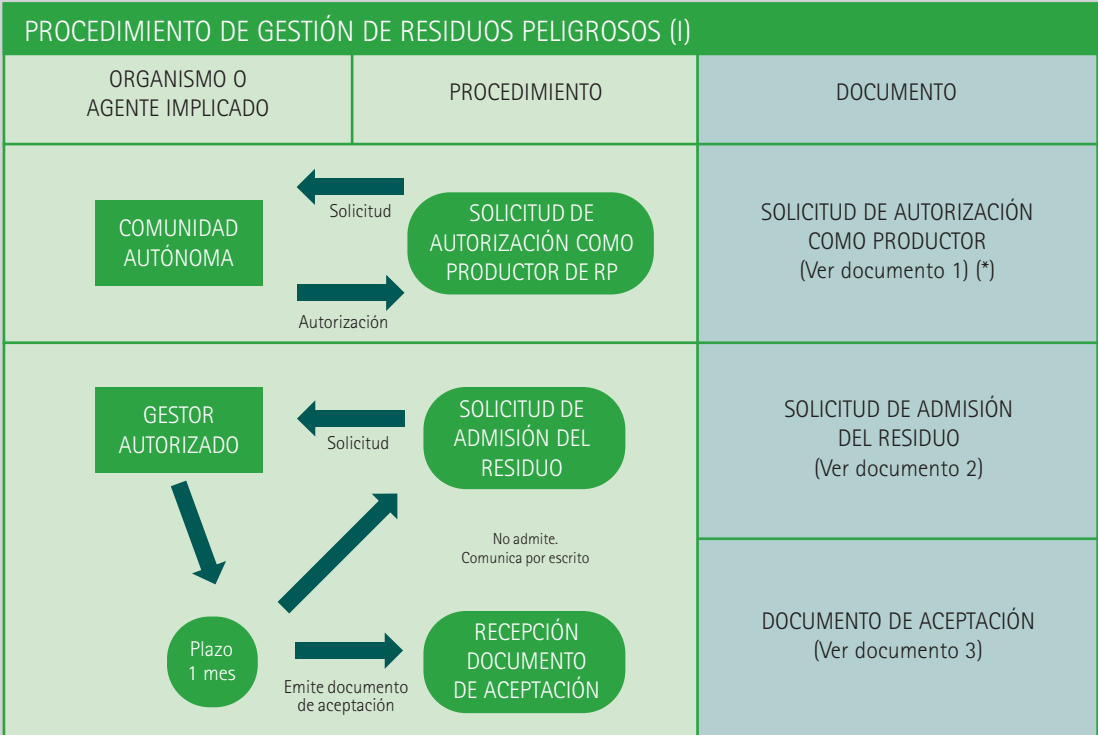 PROCEDIMIENTO DE GESTIÓN DE RESIDUOS PELIGROSOS (I)
ORGANISMO O
AGENTE IMPLICADO
PROCEDIMIENTO
DOCUMENTO
COMUNIDAD
AUTÓNOMA
Solicitud
Autorización
SOLICITUD DE
AUTORIZACIÓN COMO
PRODUCTOR DE RP
SOLICITUD DE AUTORIZACIÓN
COMO PRODUCTOR
(Ver documento 1) (*)
GESTOR
AUTORIZADO
Solicitud
SOLICITUD DE
ADMISIÓN DEL
RESIDUO
SOLICITUD DE ADMISIÓN
DEL RESIDUO
(Ver documento 2)
No admite.
Comunica por escrito
Plazo
1 mes
Emite documento
de aceptación
RECEPCIÓN
DOCUMENTO
DE ACEPTACIÓN
DOCUMENTO DE ACEPTACIÓN
(Ver documento 3)